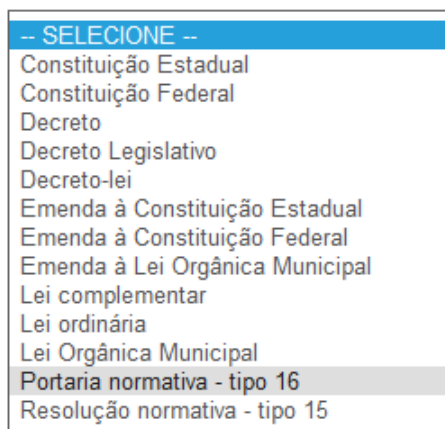 -- SELECIONE --
Constituição Estadual
Constituição Federal
Decreto
Decreto Legislativo
Decreto-lei
Emenda à Constituição Estadual
Emenda à Constituição Federal
Emenda à Lei Orgânica Municipal
Lei complementar
Lei ordinária
Lei Orgânica Municipal
Portaria normativa - tipo 16
Resolução normativa - tipo 15